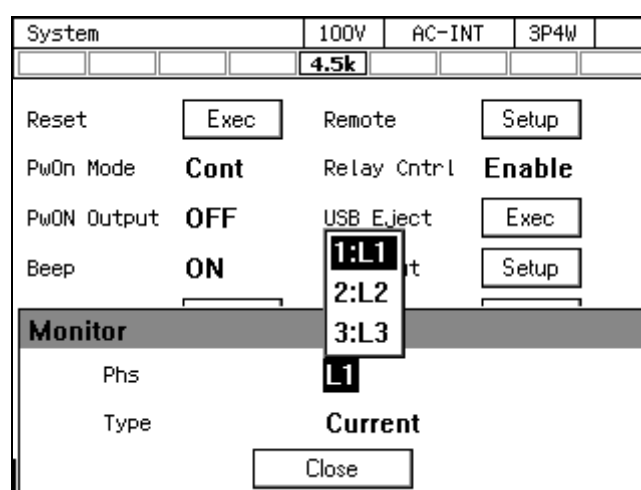 System 100V AC-INT 3P4W
4.5k
Reset Exec Remote Setup
PwOn Mode Cont Relay Cntrl Enable
PwON Output OFF USB Eject Exec
Beep ON Setup
1:L1
2:L2
3:L3
Monitor
Phs L1
Type Current
Close